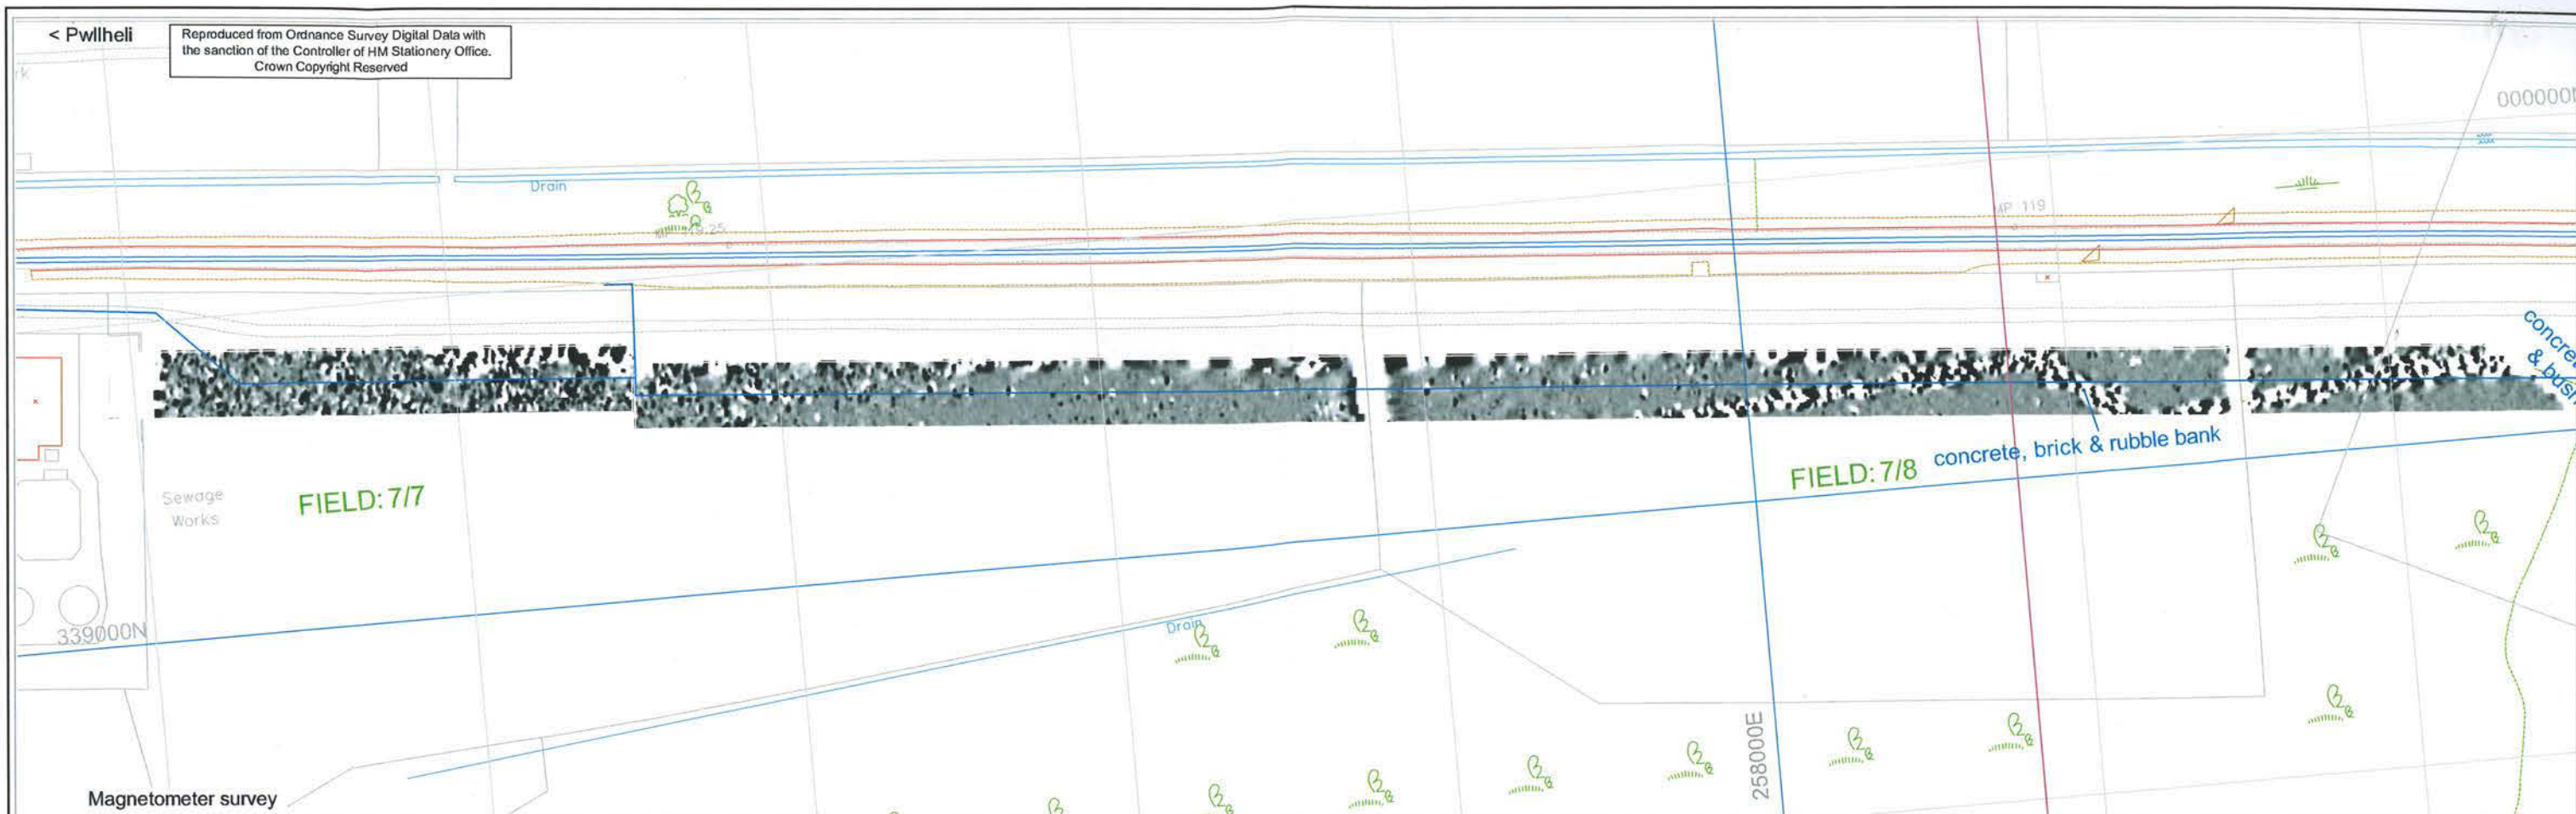 < Pwllheli
Reproduced from Ordnance Survey Digital Data with
the sanction of the Controller of HM Stationery Office.
Crown Copyright Reserved
Drain
MP 119
Sewage
Works
FIELD: 7/7
FIELD: 7/8
concrete, brick & rubble bank
339000N
Drain
258000E
Magnetometer survey